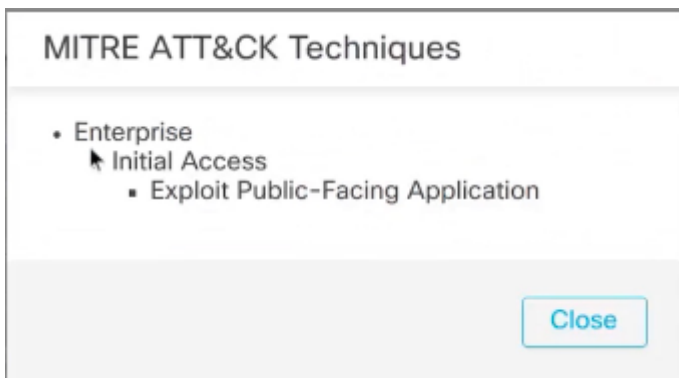 MITRE ATT&CK Techniques
Enterprise
Initial Access
Exploit Public-Facing Application
Close